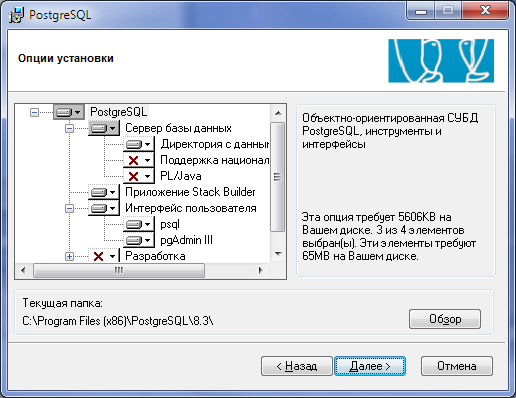 PostgreSQL
Опции установки
PostgreSQL
Сервер базы данных
Директория с данны
Поддержка национал
PL/Java
Приложение Stack Builder
Интерфейс пользователя
psql
pgAdmin III
Разработка
Объектно-ориентированная СУБД
PostgreSQL, инструменты и
интерфейсы
Эта опция требует 5606KB на
Вашем диске. 3 из 4 элементов
выбран(ы). Эти элементы требуют
65MB на Вашем диске.
Текущая папка:
C:\Program Files (x86)\PostgreSQL\8.3\
Обзор
< Назад
Далее >
Отмена